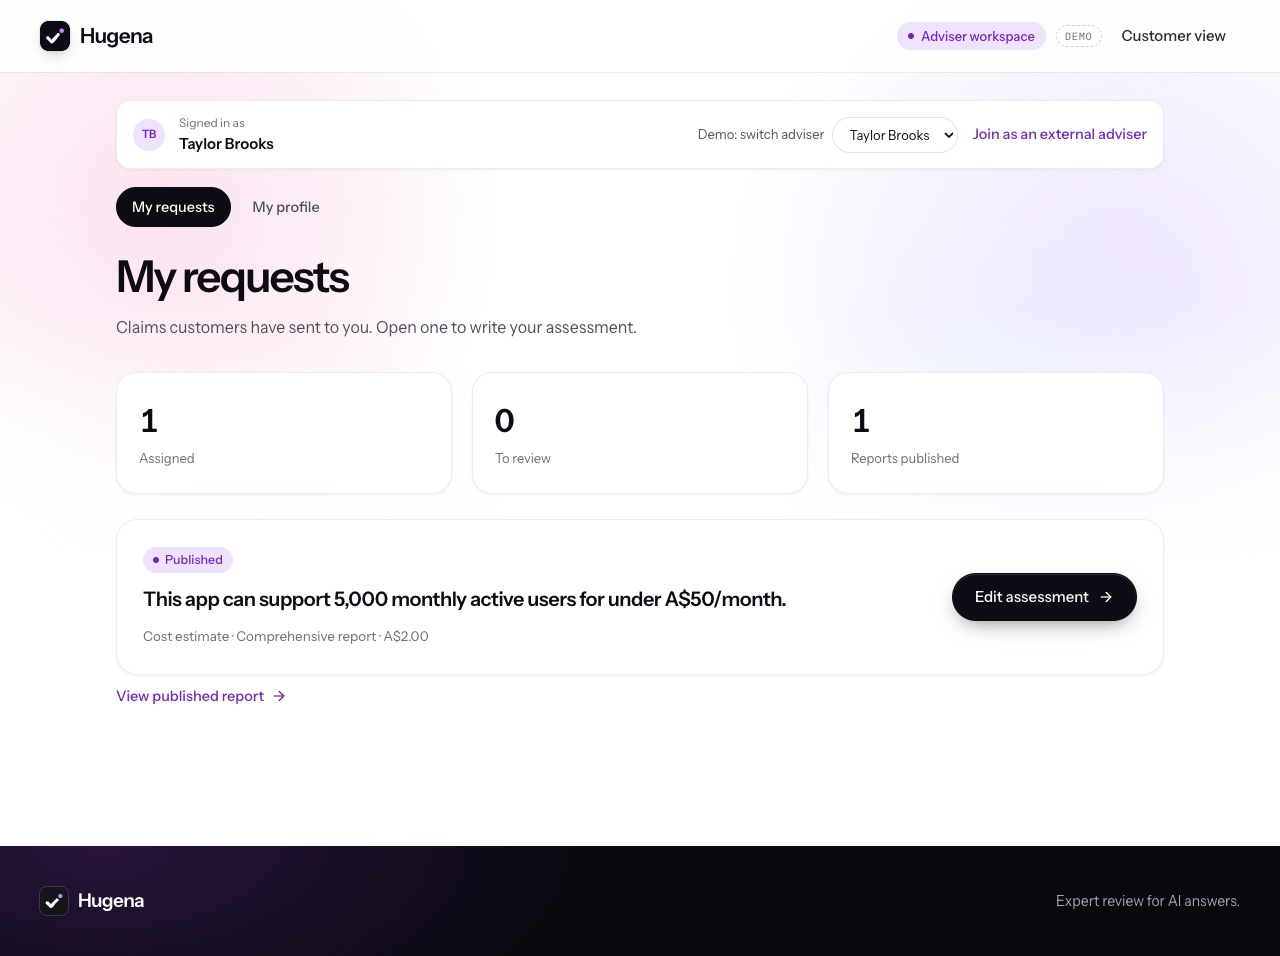 Hugena
Adviser workspace
DEMO
Customer view
TB
Signed in as
Taylor Brooks
Demo: switch adviser
Taylor Brooks
Join as an external adviser
My requests
My profile
My requests
Claims customers have sent to you. Open one to write your assessment.
1
Assigned
0
To review
1
Reports published
Published
This app can support 5,000 monthly active users for under A$50/month.
Cost estimate · Comprehensive report · A$2.00
Edit assessment
View published report
Hugena
Expert review for AI answers.